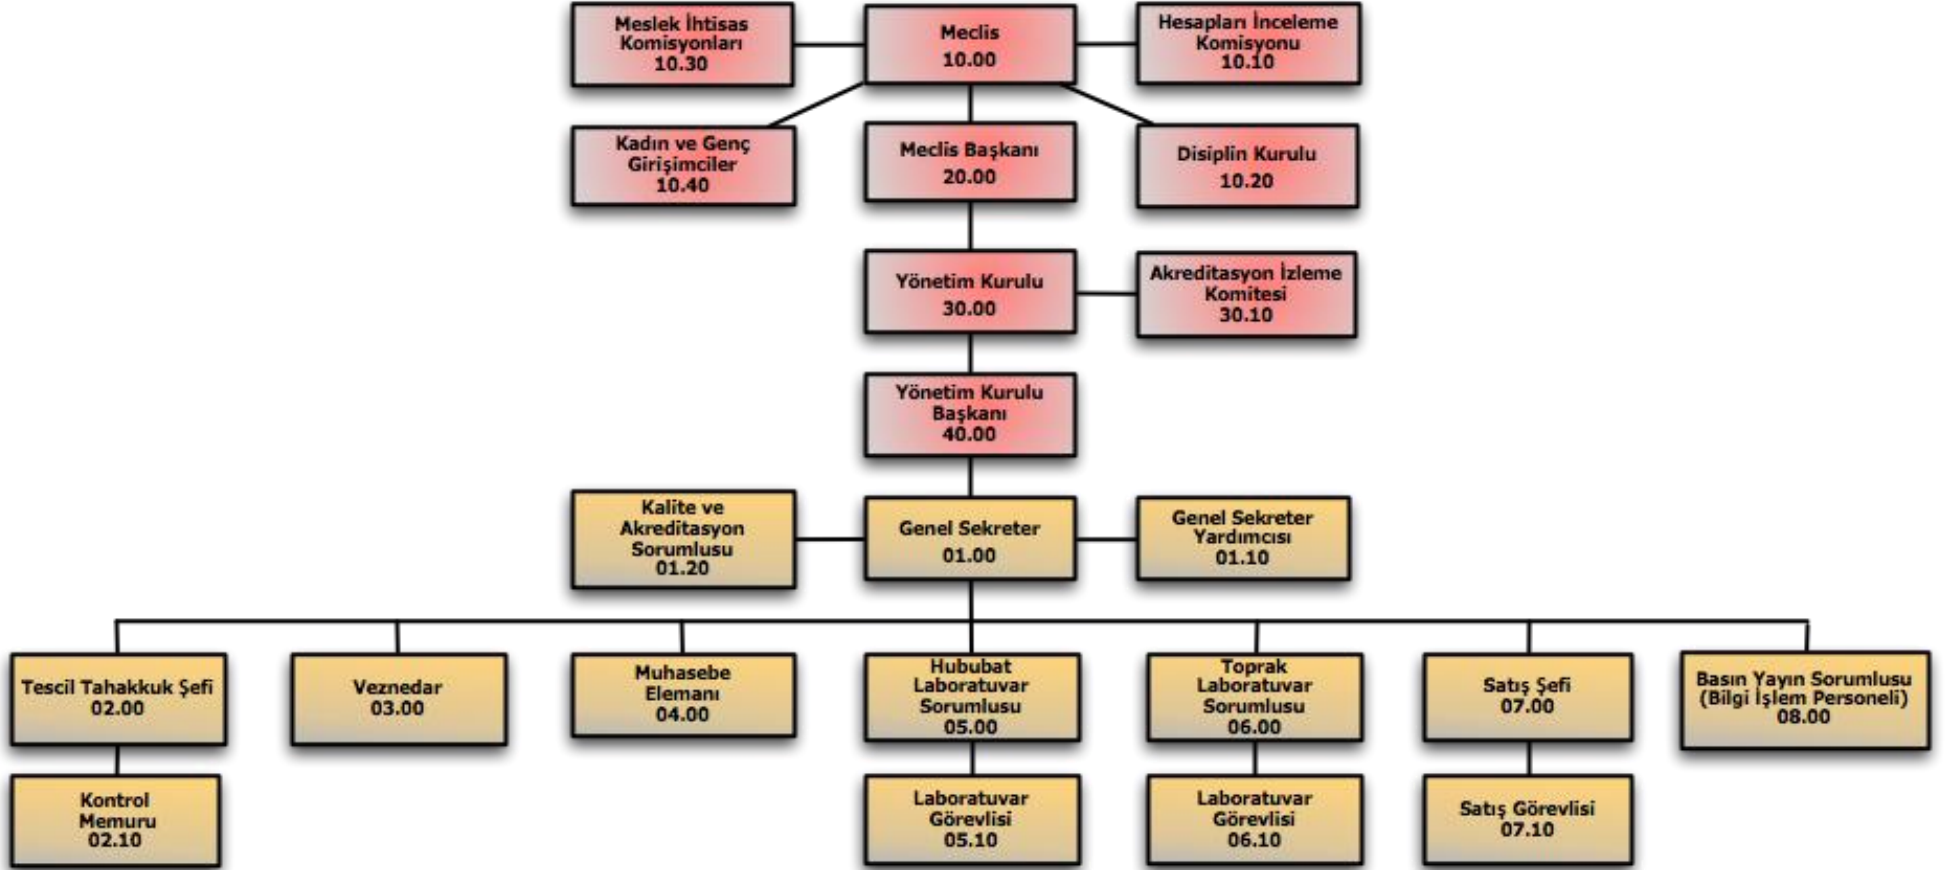 Meslek İhtisas
Komisyonları
10.30
Meclis
10.00
Hesapları İnceleme
Komisyonu
10.10
Kadın ve Genç
Girişimciler
10.40
Meclis Başkanı
20.00
Disiplin Kurulu
10.20
Yönetim Kurulu
30.00
Akreditasyon İzleme
Komitesi
30.10
Yönetim Kurulu
Başkanı
40.00
Kalite ve
Akreditasyon
Sorumlusu
01.20
Genel Sekreter
01.00
Genel Sekreter
Yardımcısı
01.10
Tescil Tahakkuk Şefi
02.00
Veznedar
03.00
Muhasebe
Elemanı
04.00
Hububat
Laboratuvar
Sorumlusu
05.00
Toprak
Laboratuvar
Sorumlusu
06.00
Satış Şefi
07.00
Basın Yayın Sorumlusu
(Bilgi İşlem Personeli)
08.00
Kontrol
Memuru
02.10
Laboratuvar
Görevlisi
05.10
Laboratuvar
Görevlisi
06.10
Satış Görevlisi
07.10